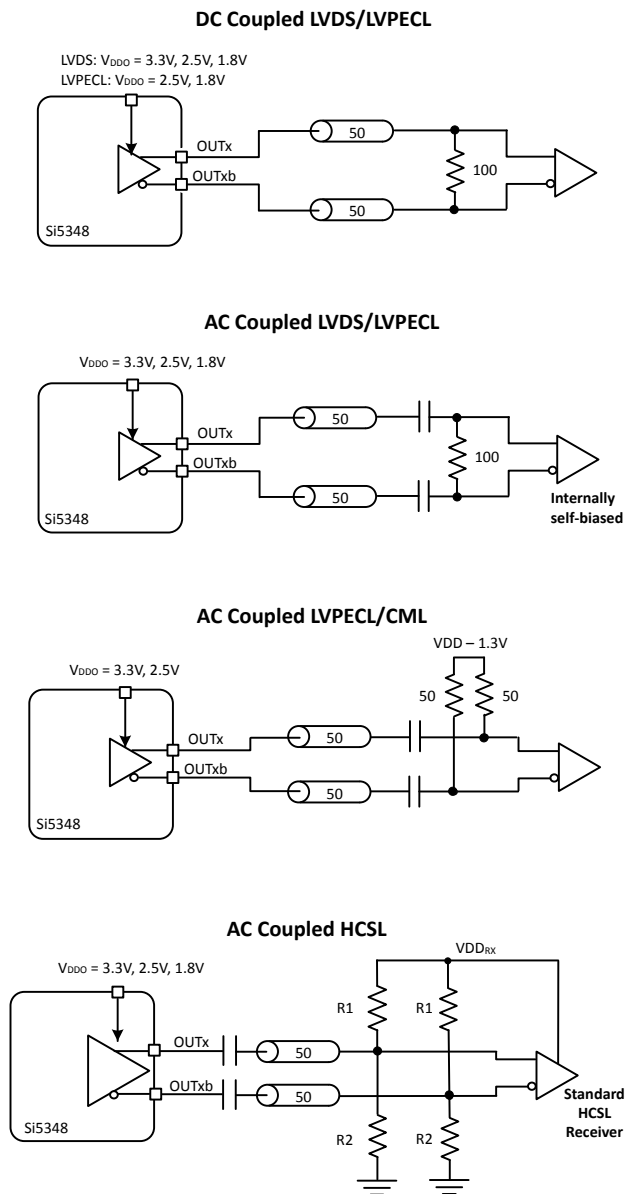 DC Coupled LVDS/LVPECL
LVDS: VDDO = 3.3V, 2.5V, 1.8V
LVPECL: VDDO = 2.5V, 1.8V
OUTx
50
100
OUTxb
50
Si5348
AC Coupled LVDS/LVPECL
VDDO = 3.3V, 2.5V, 1.8V
OUTx
50
100
OUTxb
50
Internally
self-biased
Si5348
AC Coupled LVPECL/CML
VDD – 1.3V
VDDO = 3.3V, 2.5V
50
50
OUTx
50
OUTxb
50
Si5348
AC Coupled HCSL
VDDRX
VDDO = 3.3V, 2.5V, 1.8V
R1
R1
OUTx
50
OUTxb
50
Standard
HCSL
Receiver
R2
R2
Si5348